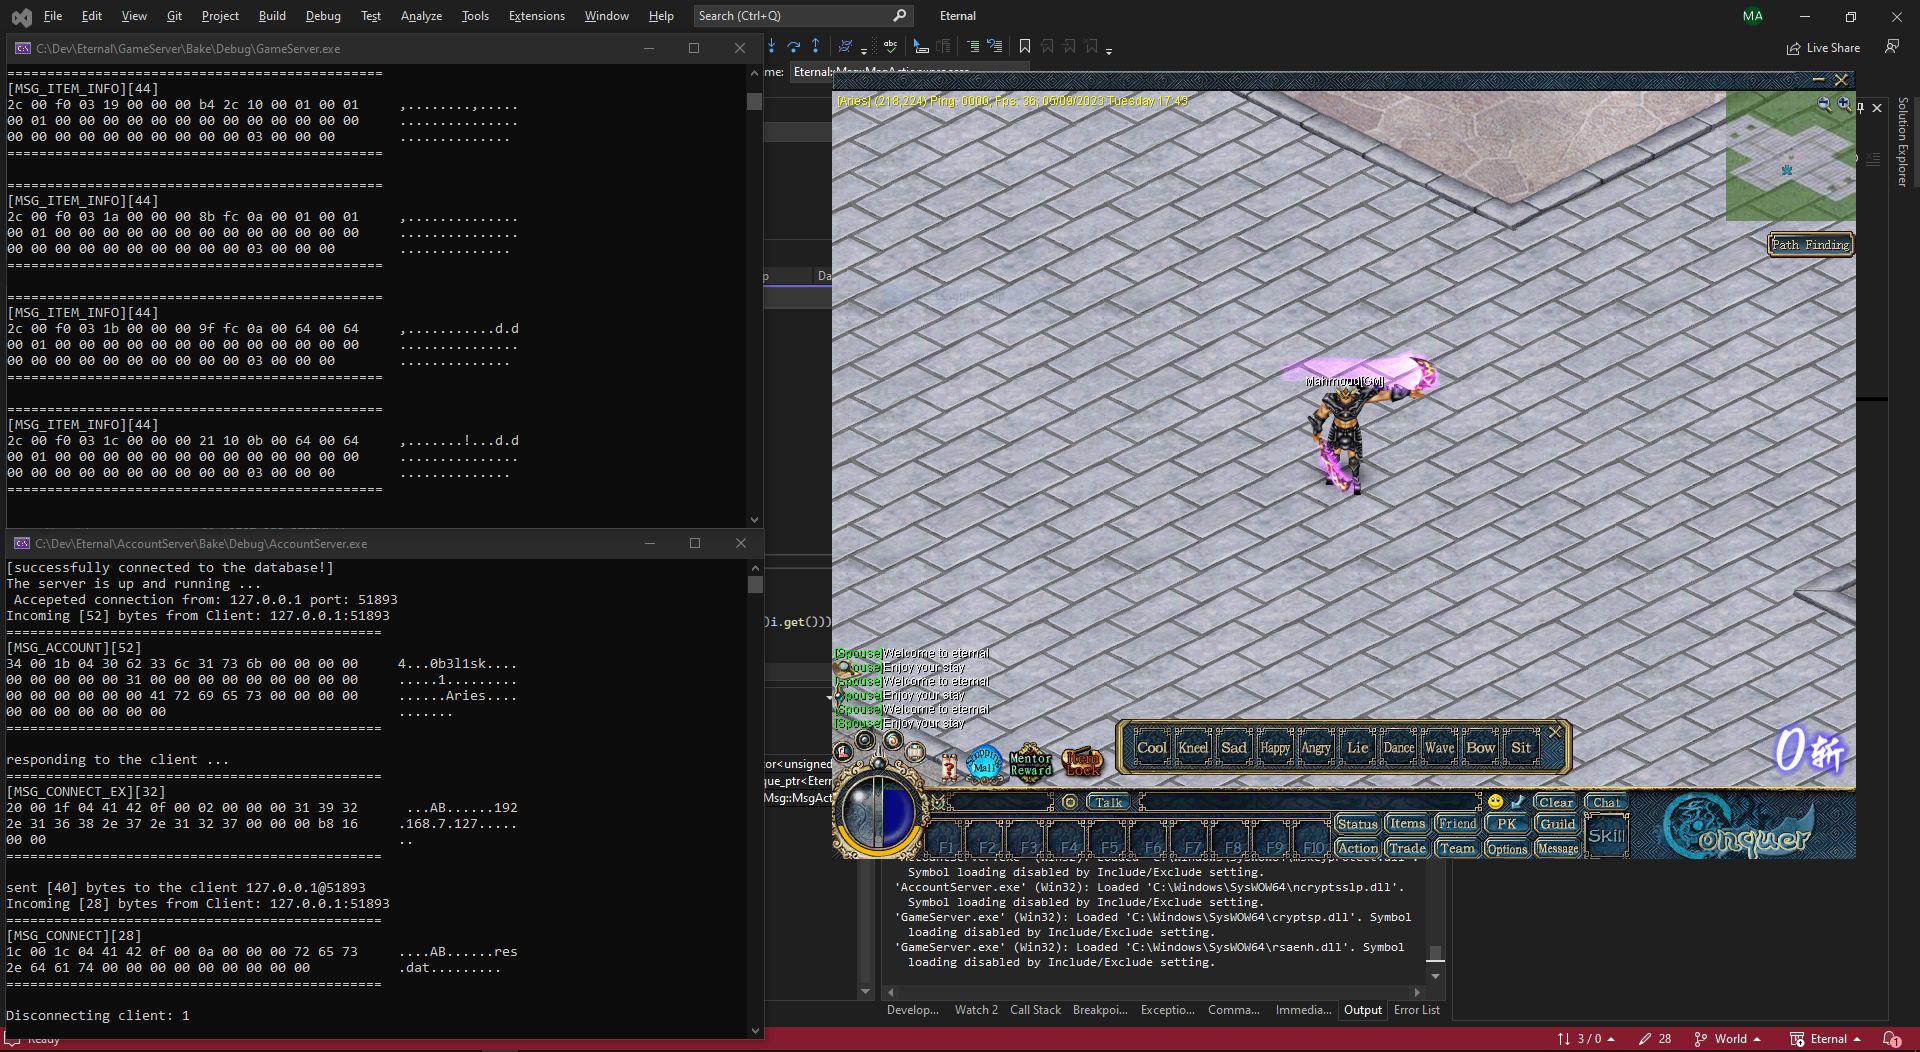 File Edit View Git Project Build Debug Test Analyze Tools Extensions Window Help Search (Ctrl+Q) Eternal MA
Live Share
C:\Dev\Eternal\GameServer\Bake\Debug\GameServer.exe
===============================================
[MSG_ITEM_INFO][44]
2c 00 f0 03 19 00 00 00 b4 2c 10 00 01 00 01 ,........,.....
00 01 00 00 00 00 00 00 00 00 00 00 00 00 00 ...............
00 00 00 00 00 00 00 00 00 00 03 00 00 00 ..............
===============================================
===============================================
[MSG_ITEM_INFO][44]
2c 00 f0 03 1a 00 00 00 8b fc 0a 00 01 00 01 ,..............
00 01 00 00 00 00 00 00 00 00 00 00 00 00 00 ...............
00 00 00 00 00 00 00 00 00 00 03 00 00 00 ..............
===============================================
===============================================
[MSG_ITEM_INFO][44]
2c 00 f0 03 1b 00 00 00 9f fc 0a 00 64 00 64 ,...........d.d
00 01 00 00 00 00 00 00 00 00 00 00 00 00 00 ...............
00 00 00 00 00 00 00 00 00 00 03 00 00 00 ..............
===============================================
===============================================
[MSG_ITEM_INFO][44]
2c 00 f0 03 1c 00 00 00 21 10 0b 00 64 00 64 ,.......!...d.d
00 01 00 00 00 00 00 00 00 00 00 00 00 00 00 ...............
00 00 00 00 00 00 00 00 00 00 03 00 00 00 ..............
===============================================
C:\Dev\Eternal\AccountServer\Bake\Debug\AccountServer.exe
[successfully connected to the database!]
The server is up and running ...
Accepeted connection from: 127.0.0.1 port: 51893
Incoming [52] bytes from Client: 127.0.0.1:51893
===============================================
[MSG_ACCOUNT][52]
34 00 1b 04 30 62 33 6c 31 73 6b 00 00 00 00 4...0b3l1sk....
00 00 00 00 00 31 00 00 00 00 00 00 00 00 00 .....1.........
00 00 00 00 00 00 41 72 69 65 73 00 00 00 00 ......Aries....
00 00 00 00 00 00 00 .......
===============================================
responding to the client ...
===============================================
[MSG_CONNECT_EX][32]
20 00 1f 04 41 42 0f 00 02 00 00 00 31 39 32 ...AB......192
2e 31 36 38 2e 37 2e 31 32 37 00 00 00 b8 16 .168.7.127.....
00 00 ..
===============================================
sent [40] bytes to the client 127.0.0.1@51893
Incoming [28] bytes from Client: 127.0.0.1:51893
===============================================
[MSG_CONNECT][28]
1c 00 1c 04 41 42 0f 00 0a 00 00 00 72 65 73 ....AB......res
2e 64 61 74 00 00 00 00 00 00 00 00 00 .dat.........
===============================================
Disconnecting client: 1
me:
Da
)i.get()))
tor<unsigned
que_ptr<Etern
Msg::MsgAct
[Aries] (218,224) Ping: 0000, Fps: 36, 05/09/2023 Tuesday 17:43
Path Finding
Mahmoud[GM]
[Spouse]Welcome to eternal
[Spouse]Enjoy your stay
[Spouse]Welcome to eternal
[Spouse]Enjoy your stay
[Spouse]Welcome to eternal
[Spouse]Enjoy your stay
Cool Kneel Sad Happy Angry Lie Dance Wave Bow Sit
0斩
Shopping Mall
Mentor Reward
Item Lock
Talk Clear Chat
F1 F2 F3 F4 F5 F6 F7 F8 F9 F10
Status Items Friend PK Guild
Action Trade Team Options Message
Skill
Conquer
Symbol loading disabled by Include/Exclude setting.
'AccountServer.exe' (Win32): Loaded 'C:\Windows\SysWOW64\ncryptsslp.dll'.
Symbol loading disabled by Include/Exclude setting.
'GameServer.exe' (Win32): Loaded 'C:\Windows\SysWOW64\cryptsp.dll'. Symbol
loading disabled by Include/Exclude setting.
'GameServer.exe' (Win32): Loaded 'C:\Windows\SysWOW64\rsaenh.dll'. Symbol
loading disabled by Include/Exclude setting.
Develop... Watch 2 Call Stack Breakpoi... Exceptio... Comma... Immedia... Output Error List
Solution Explorer
Ready
3 / 0 28 World Eternal 1